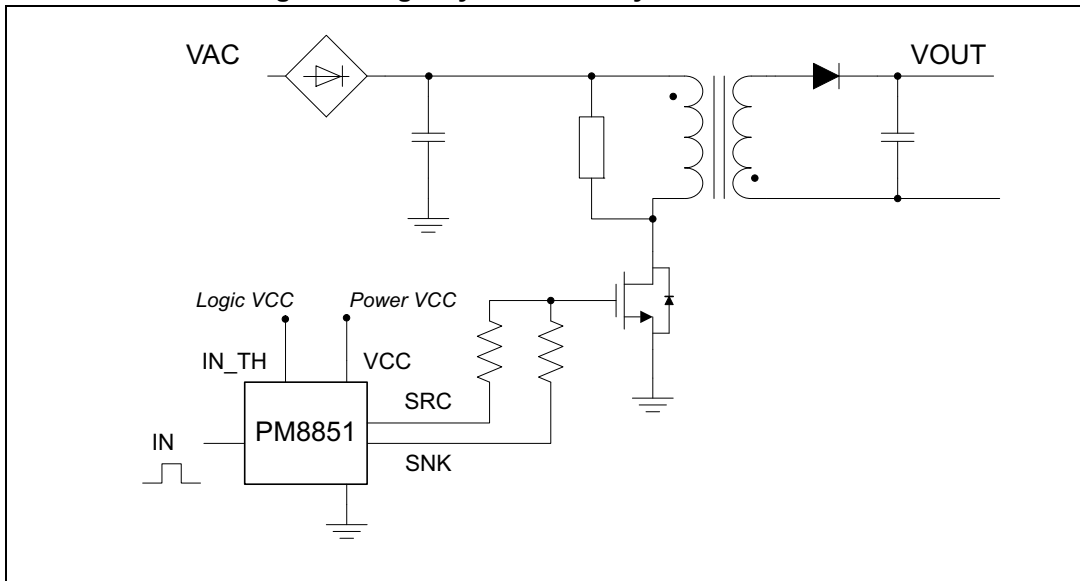 VAC
VOUT
Logic VCC
Power VCC
IN_TH
VCC
SRC
PM8851
IN
SNK